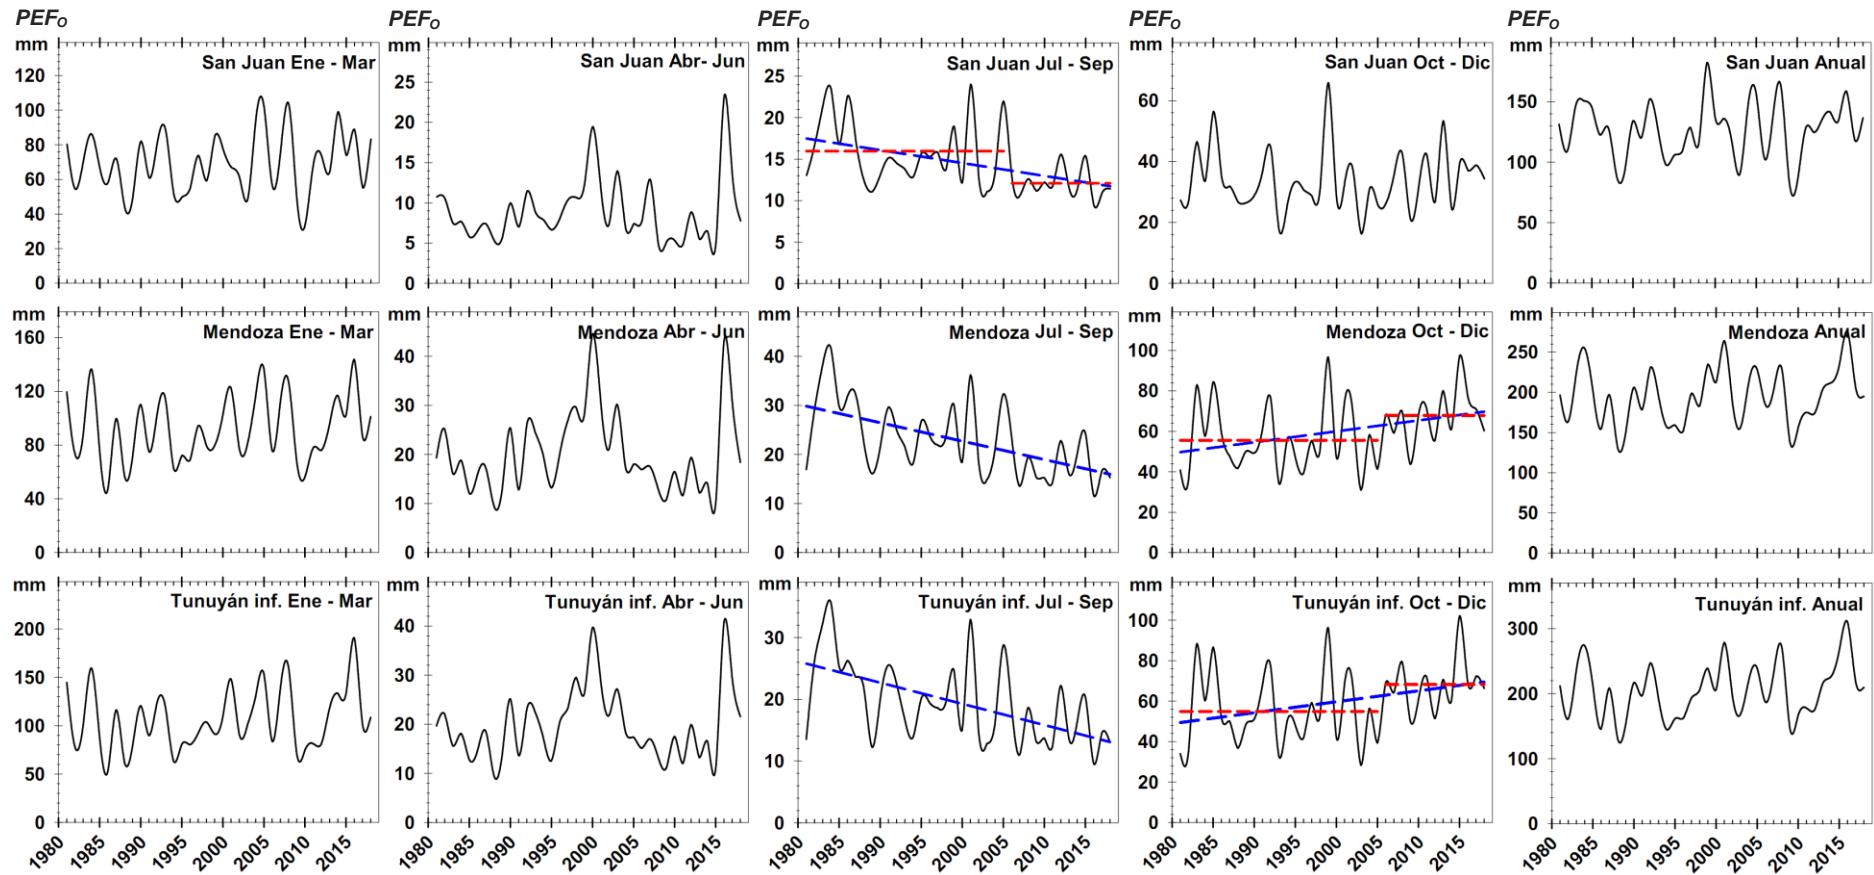 PEFO PEFO PEFO PEFO PEFO
mm
San Juan Ene - Mar
120
100
80
60
40
20
0
mm
San Juan Abr- Jun
25
20
15
10
5
0
mm
San Juan Jul - Sep
25
20
15
10
5
0
mm
San Juan Oct - Dic
60
40
20
0
mm
San Juan Anual
150
100
50
0
mm
Mendoza Ene - Mar
160
120
80
40
0
mm
Mendoza Abr - Jun
40
30
20
10
0
mm
Mendoza Jul - Sep
40
30
20
10
0
mm
Mendoza Oct - Dic
100
80
60
40
20
0
mm
Mendoza Anual
250
200
150
100
50
0
mm
Tunuyán inf. Ene - Mar
200
150
100
50
0
1980 1985 1990 1995 2000 2005 2010 2015
mm
Tunuyán inf. Abr - Jun
40
30
20
10
0
1980 1985 1990 1995 2000 2005 2010 2015
mm
Tunuyán inf. Jul - Sep
30
20
10
0
1980 1985 1990 1995 2000 2005 2010 2015
mm
Tunuyán inf. Oct - Dic
100
80
60
40
20
0
1980 1985 1990 1995 2000 2005 2010 2015
mm
Tunuyán inf. Anual
300
200
100
0
1980 1985 1990 1995 2000 2005 2010 2015